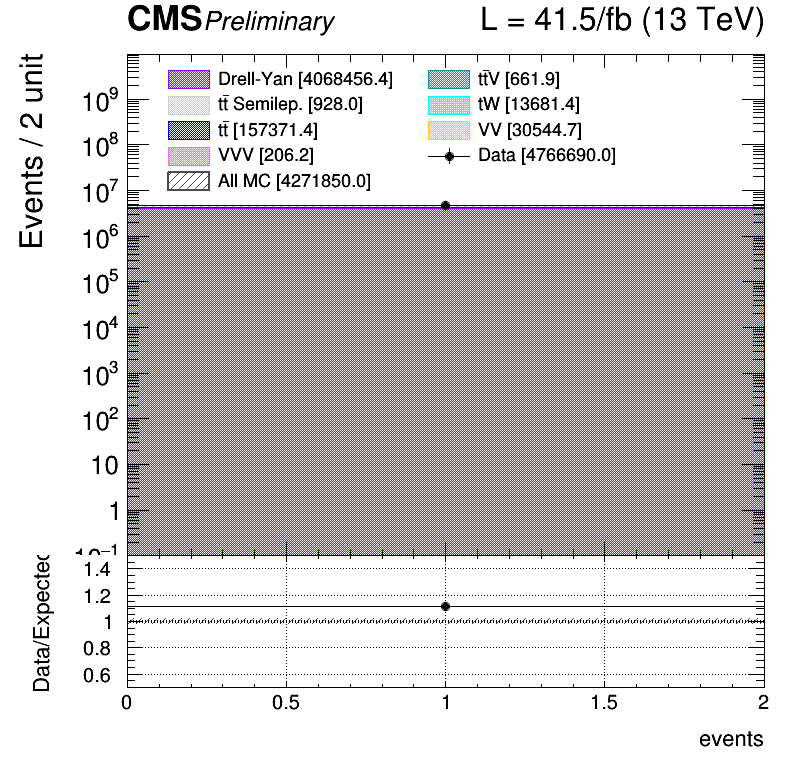 CMS Preliminary L = 41.5/fb (13 TeV)
Events / 2 unit
Drell-Yan [4068456.4]
tt̄ Semilep. [928.0]
tt̄ [157371.4]
VVV [206.2]
All MC [4271850.0]
tt̄V [661.9]
tW [13681.4]
VV [30544.7]
Data [4766690.0]
10⁹
10⁸
10⁷
10⁶
10⁵
10⁴
10³
10²
10
1
10⁻¹
Data/Expected
1.4
1.2
1
0.8
0.6
0 0.5 1 1.5 2
events